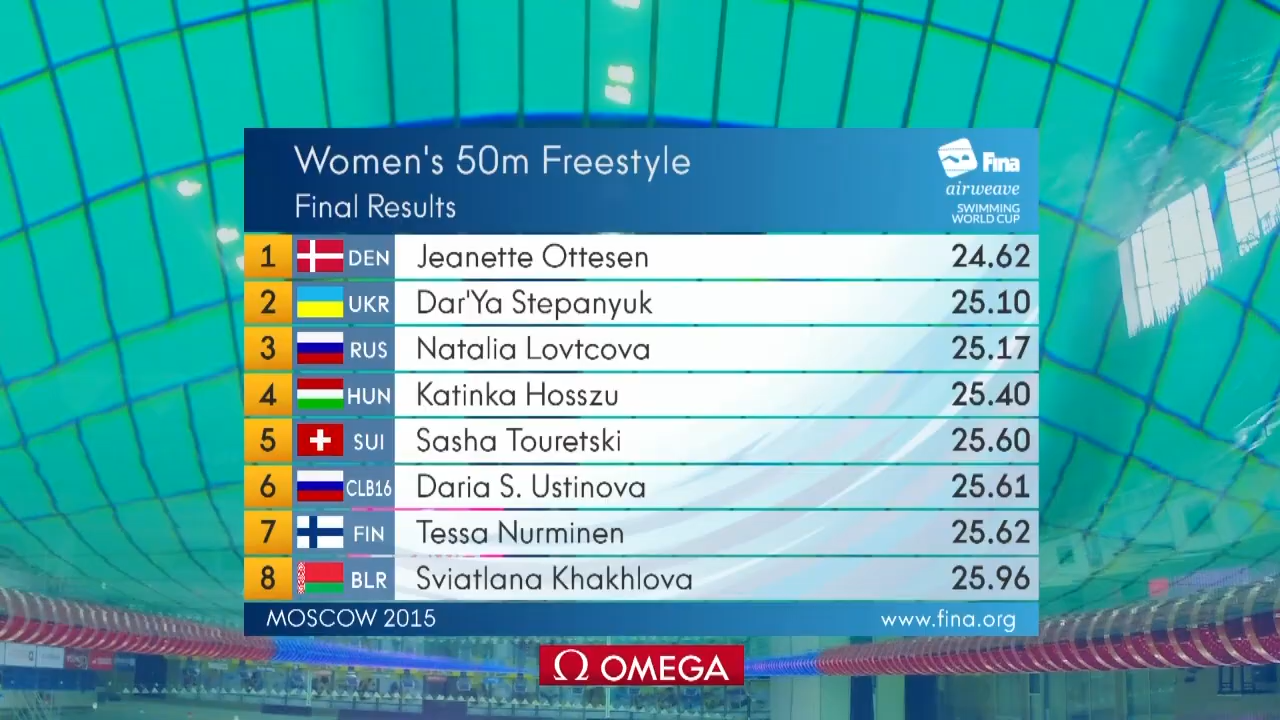 Women's 50m Freestyle
Final Results
Fina
airweave
SWIMMING
WORLD CUP
1 DEN Jeanette Ottesen 24.62
2 UKR Dar'Ya Stepanyuk 25.10
3 RUS Natalia Lovtcova 25.17
4 HUN Katinka Hosszu 25.40
5 SUI Sasha Touretski 25.60
6 CLB16 Daria S. Ustinova 25.61
7 FIN Tessa Nurminen 25.62
8 BLR Sviatlana Khakhlova 25.96
MOSCOW 2015 www.fina.org
Ω OMEGA